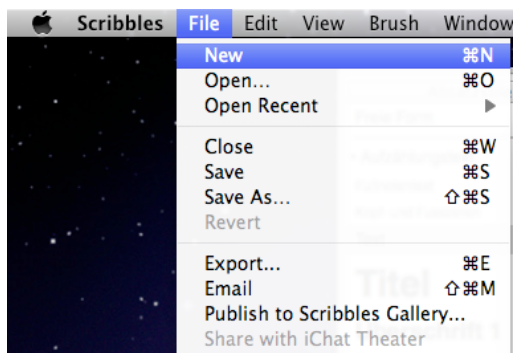 Scribbles File Edit View Brush Window
New ⌘N
Open... ⌘O
Open Recent ▶
Close ⌘W
Save ⌘S
Save As... ⇧⌘S
Revert
Export... ⌘E
Email ⇧⌘M
Publish to Scribbles Gallery...
Share with iChat Theater
Titel